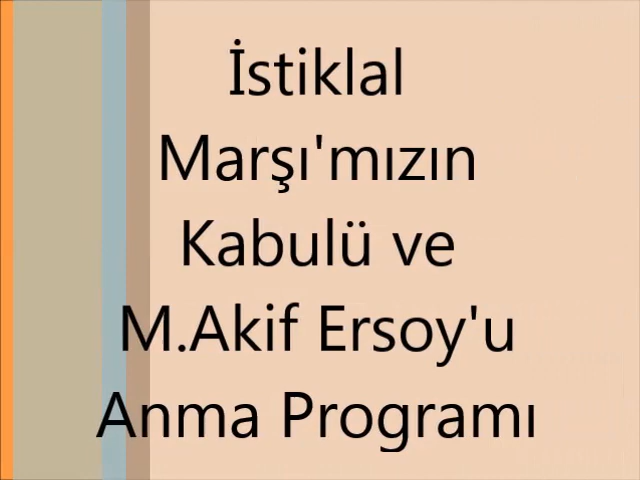 İstiklal
Marşı'mızın
Kabulü ve
M.Akif Ersoy'u
Anma Programı